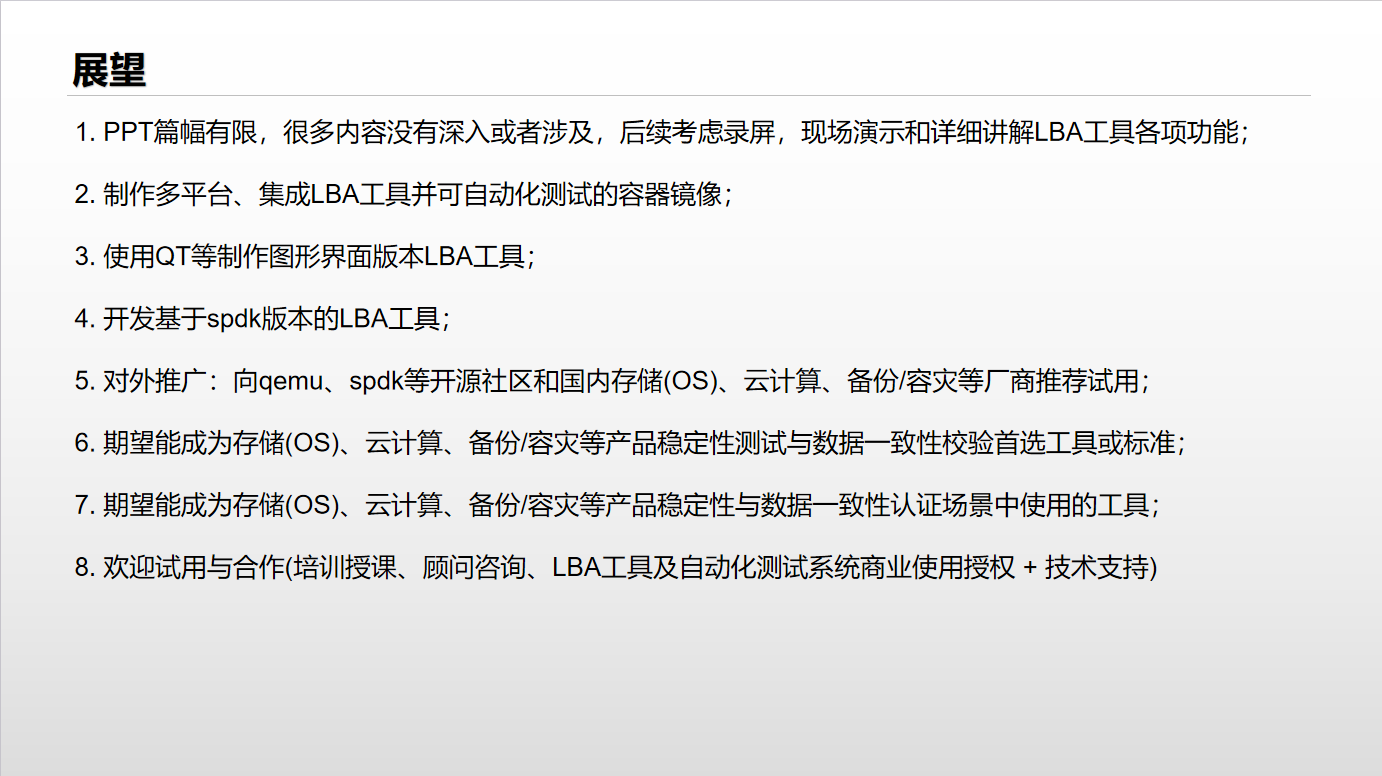 展望
1. PPT篇幅有限，很多内容没有深入或者涉及，后续考虑录屏，现场演示和详细讲解LBA工具各项功能；
2. 制作多平台、集成LBA工具并可自动化测试的容器镜像；
3. 使用QT等制作图形界面版本LBA工具；
4. 开发基于spdk版本的LBA工具；
5. 对外推广：向qemu、spdk等开源社区和国内存储(OS)、云计算、备份/容灾等厂商推荐试用；
6. 期望能成为存储(OS)、云计算、备份/容灾等产品稳定性测试与数据一致性校验首选工具或标准；
7. 期望能成为存储(OS)、云计算、备份/容灾等产品稳定性与数据一致性认证场景中使用的工具；
8. 欢迎试用与合作(培训授课、顾问咨询、LBA工具及自动化测试系统商业使用授权 + 技术支持)